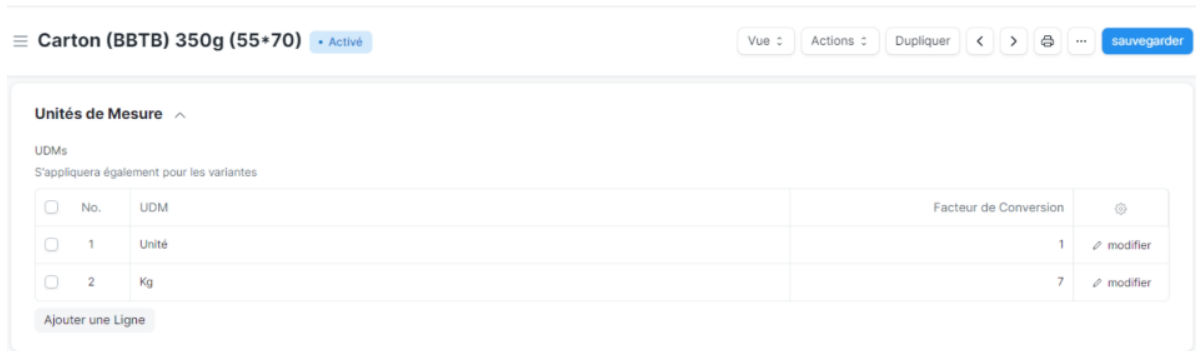 Carton (BBTB) 350g (55*70) • Activé Vue Actions Dupliquer ... sauvegarder
Unités de Mesure
UDMs
S'appliquera également pour les variantes
No. UDM Facteur de Conversion
1 Unité 1 modifier
2 Kg 7 modifier
Ajouter une Ligne